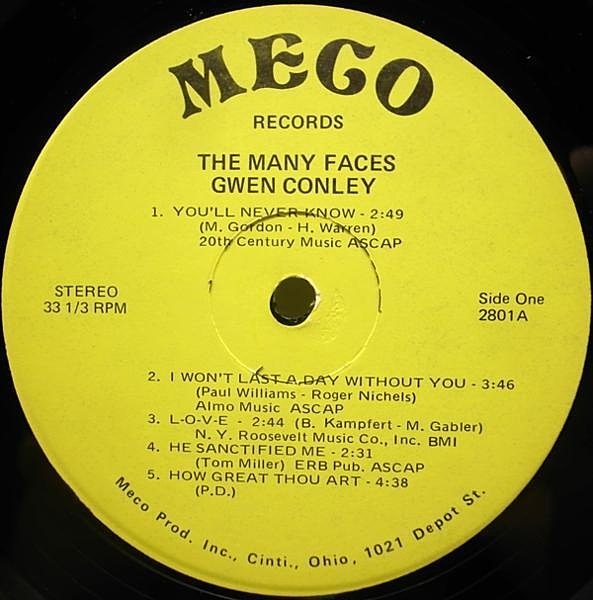 MECO
RECORDS
THE MANY FACES
GWEN CONLEY
1. YOU'LL NEVER KNOW - 2:49
(M. Gordon - H. Warren)
20th Century Music ASCAP
STEREO
33 1/3 RPM
Side One
2801A
2. I WON'T LAST A DAY WITHOUT YOU - 3:46
(Paul Williams - Roger Nichels)
Almo Music ASCAP
3. L-O-V-E - 2:44 (B. Kampfert - M. Gabler)
N. Y. Roosevelt Music Co., Inc. BMI
4. HE SANCTIFIED ME - 2:31
(Tom Miller) ERB Pub. ASCAP
5. HOW GREAT THOU ART - 4:38
(P.D.)
Meco Prod. Inc., Cinti., Ohio, 1021 Depot St.